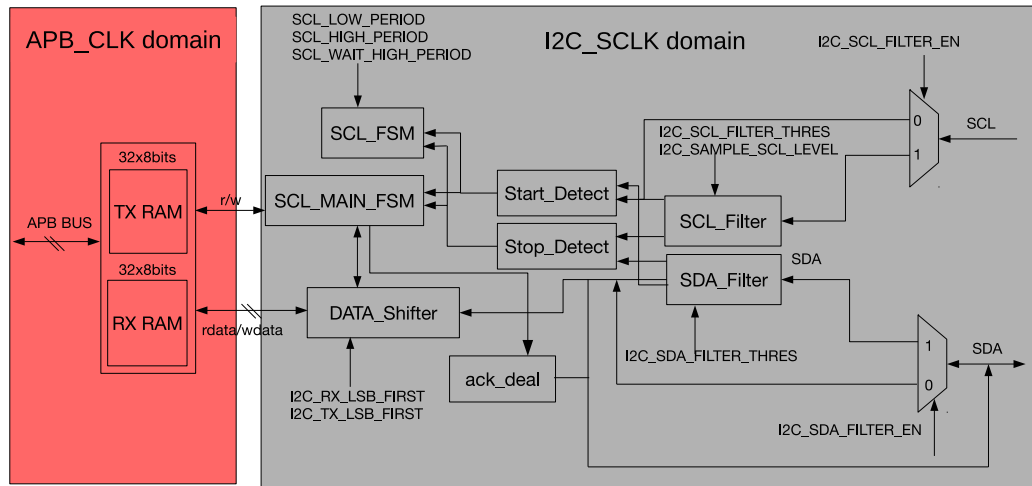 APB_CLK domain
32x8bits
TX RAM
APB BUS
32x8bits
RX RAM
r/w
rdata/wdata
I2C_SCLK domain
SCL_LOW_PERIOD
SCL_HIGH_PERIOD
SCL_WAIT_HIGH_PERIOD
SCL_FSM
SCL_MAIN_FSM
DATA_Shifter
I2C_RX_LSB_FIRST
I2C_TX_LSB_FIRST
Start_Detect
Stop_Detect
ack_deal
I2C_SCL_FILTER_THRES
I2C_SAMPLE_SCL_LEVEL
SCL_Filter
SDA
SDA_Filter
I2C_SDA_FILTER_THRES
I2C_SCL_FILTER_EN
0
1
SCL
1
0
SDA
I2C_SDA_FILTER_EN